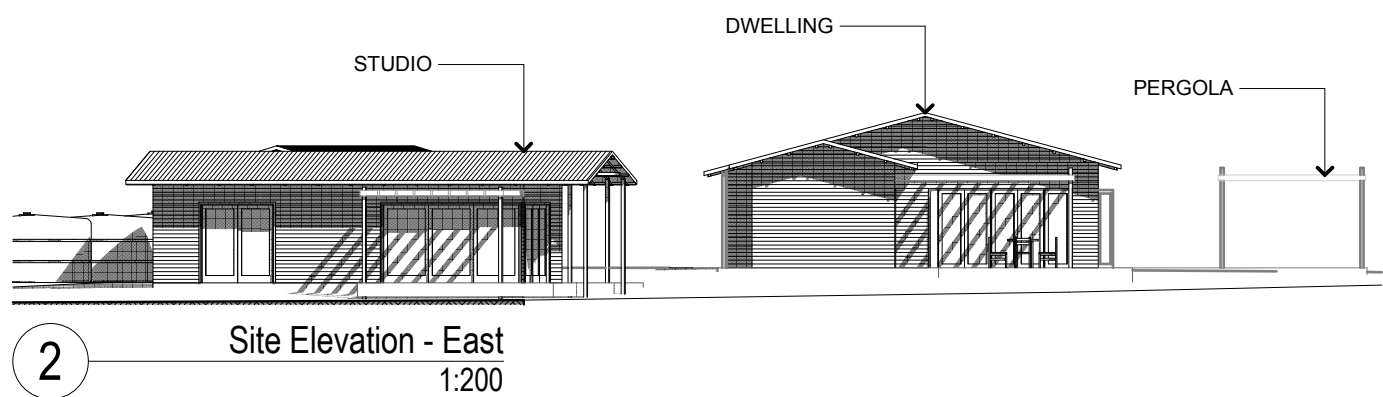 DWELLING
STUDIO
PERGOLA
2
Site Elevation - East
1:200